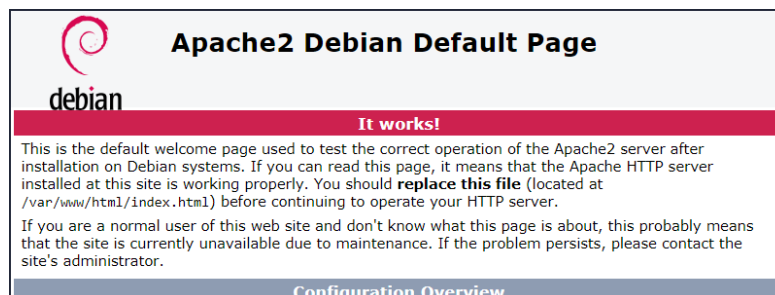 Apache2 Debian Default Page
debian
It works!
This is the default welcome page used to test the correct operation of the Apache2 server after
installation on Debian systems. If you can read this page, it means that the Apache HTTP server
installed at this site is working properly. You should replace this file (located at
/var/www/html/index.html) before continuing to operate your HTTP server.
If you are a normal user of this web site and don't know what this page is about, this probably means
that the site is currently unavailable due to maintenance. If the problem persists, please contact the
site's administrator.
Configuration Overview